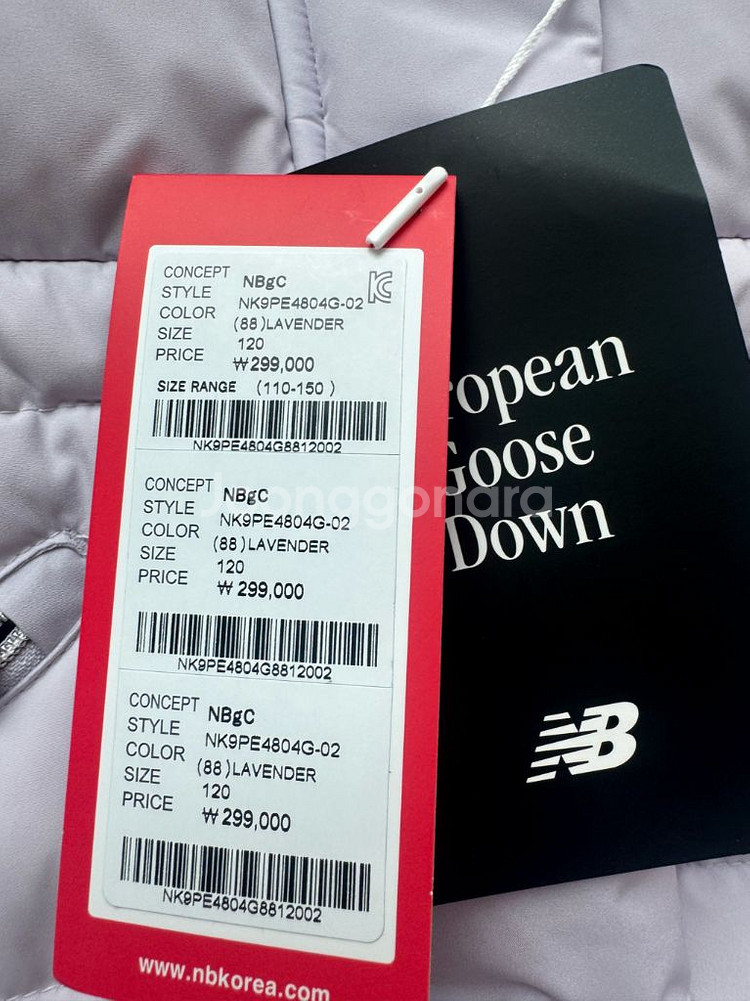 CONCEPT NBgC
STYLE NK9PE4804G-02
COLOR (88)LAVENDER
SIZE 120
PRICE ₩299,000
SIZE RANGE (110-150 )
NK9PE4804G8812002
CONCEPT NBgC
STYLE NK9PE4804G-02
COLOR (88)LAVENDER
SIZE 120
PRICE ₩299,000
NK9PE4804G8812002
CONCEPT NBgC
STYLE NK9PE4804G-02
COLOR (88)LAVENDER
SIZE 120
PRICE ₩299,000
NK9PE4804G8812002
www.nbkorea.com
ropean
Goose
Down
NB
Joonggonara